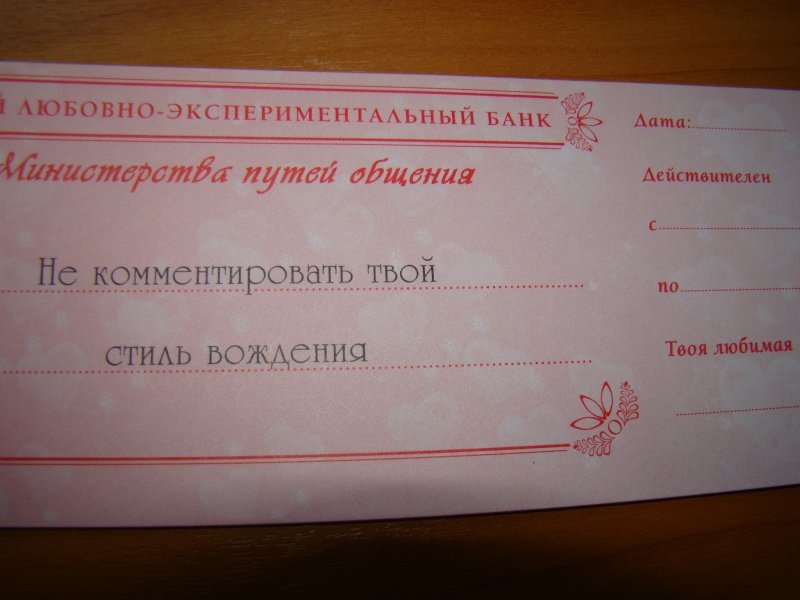 Й ЛЮБОВНО-ЭКСПЕРИМЕНТАЛЬНЫЙ БАНК
Министерства путей общения
Не комментировать твой
стиль вождения
Дата:
Действителен
с
по
Твоя любимая